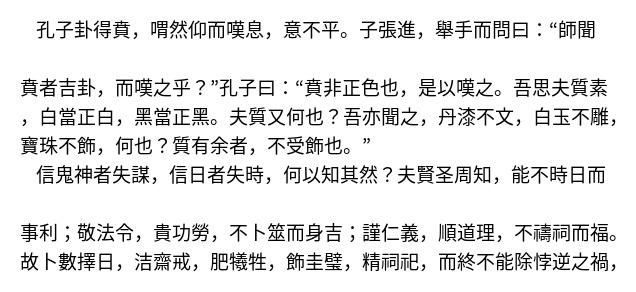 孔子卦得賁，喟然仰而嘆息，意不平。子張進，舉手而問曰：“師聞
賁者吉卦，而嘆之乎？”孔子曰：“賁非正色也，是以嘆之。吾思夫質素
，白當正白，黑當正黑。夫質又何也？吾亦聞之，丹漆不文，白玉不雕，
寶珠不飾，何也？質有余者，不受飾也。”
信鬼神者失謀，信日者失時，何以知其然？夫賢圣周知，能不時日而
事利；敬法令，貴功勞，不卜筮而身吉；謹仁義，順道理，不禱祠而福。
故卜數擇日，洁齋戒，肥犧牲，飾圭璧，精祠祀，而終不能除悖逆之禍，